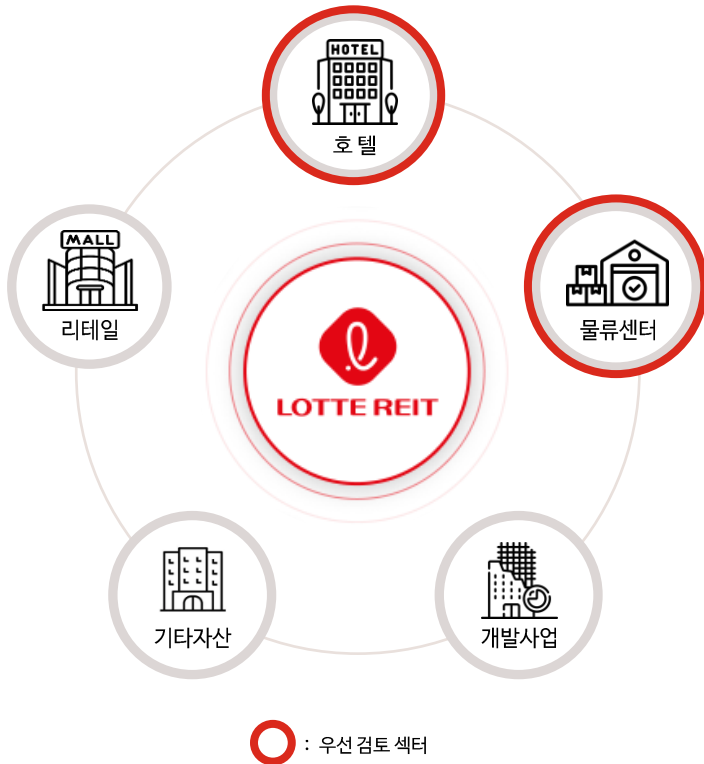 HOTEL
호텔
MALL
리테일
물류센터
LOTTE REIT
기타자산
개발사업
: 우선 검토 섹터